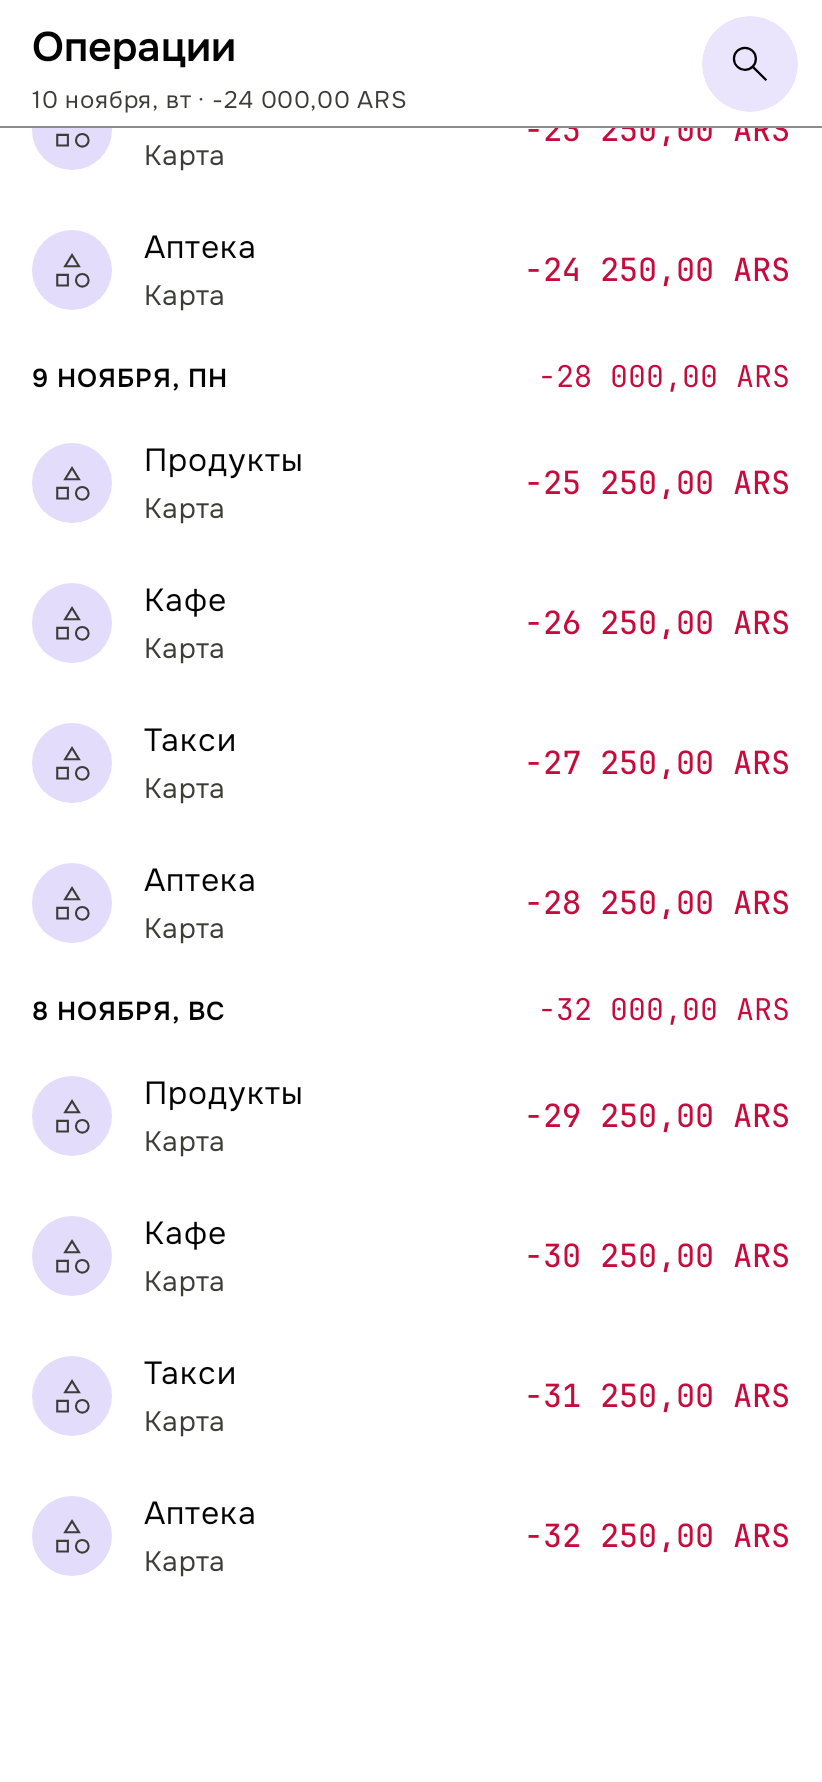 Операции
10 ноября, вт · -24 000,00 ARS
-23 250,00 ARS
Карта
Аптека
-24 250,00 ARS
Карта
9 НОЯБРЯ, ПН
-28 000,00 ARS
Продукты
-25 250,00 ARS
Карта
Кафе
-26 250,00 ARS
Карта
Такси
-27 250,00 ARS
Карта
Аптека
-28 250,00 ARS
Карта
8 НОЯБРЯ, ВС
-32 000,00 ARS
Продукты
-29 250,00 ARS
Карта
Кафе
-30 250,00 ARS
Карта
Такси
-31 250,00 ARS
Карта
Аптека
-32 250,00 ARS
Карта